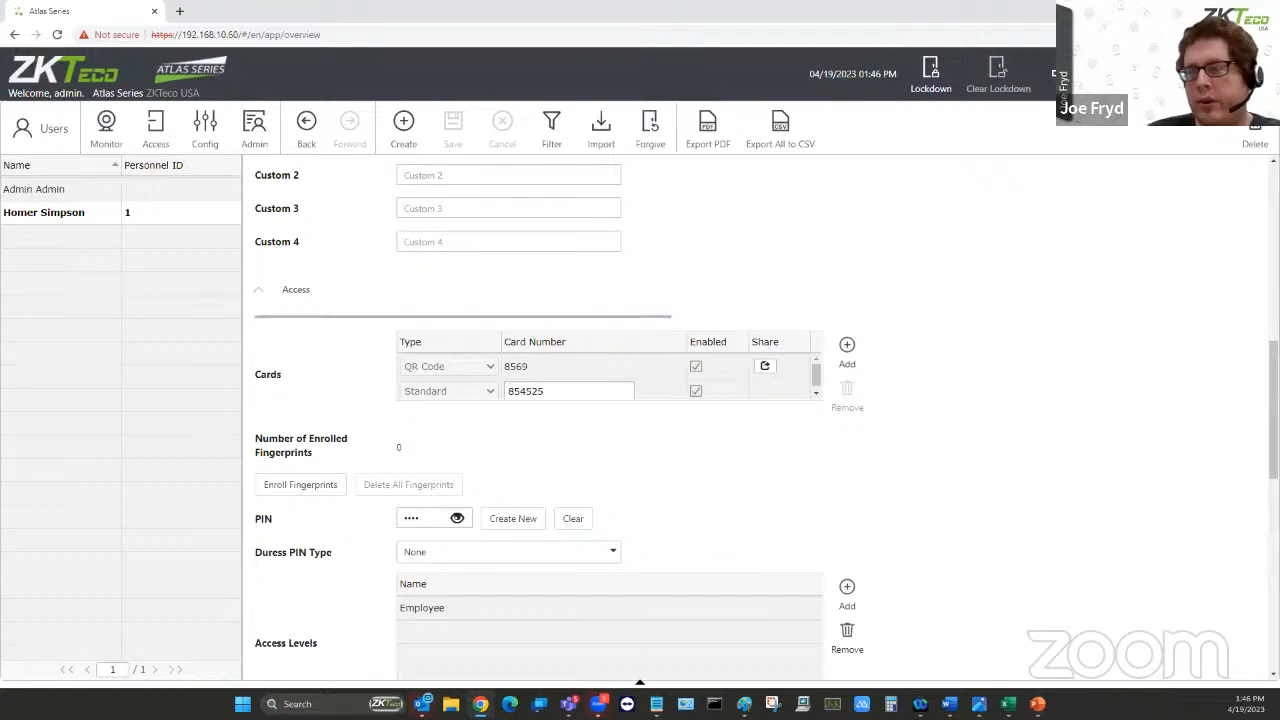 Atlas Series
Not secure https://192.168.10.60/#/en/app/overview
ZKTeco
ATLAS SERIES
Welcome, admin. Atlas Series ZKTeco USA
04/19/2023 01:46 PM
Lockdown
Clear Lockdown
ZKTeco
USA
Joe Fryd
Joe Fryd
Users
Monitor
Access
Config
Admin
Back
Forward
Create
Save
Cancel
Filter
Import
Forgive
Export PDF
Export All to CSV
Delete
Name Personnel ID
Admin Admin
Homer Simpson 1
1 / 1
Custom 2 Custom 2
Custom 3 Custom 3
Custom 4 Custom 4
Access
Cards
Type Card Number Enabled Share
QR Code 8569
Standard 854525
Add
Remove
Number of Enrolled
Fingerprints
0
Enroll Fingerprints Delete All Fingerprints
PIN •••• Create New Clear
Duress PIN Type None
Name
Employee
Access Levels
Add
Remove
zoom
Search ZKTeco
1:46 PM
4/19/2023